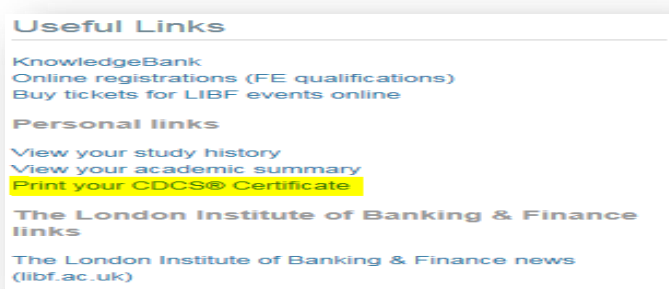 Useful Links
KnowledgeBank
Online registrations (FE qualifications)
Buy tickets for LIBF events online
Personal links
View your study history
View your academic summary
Print your CDCS® Certificate
The London Institute of Banking & Finance
links
The London Institute of Banking & Finance news
(libf.ac.uk)